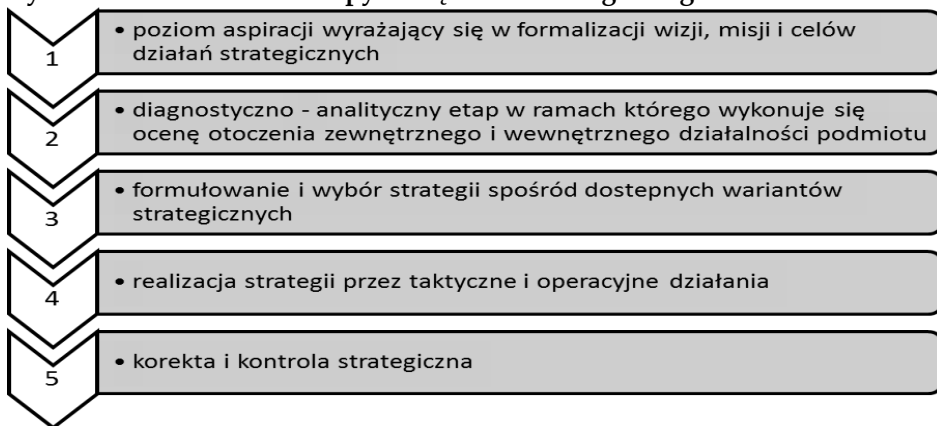 1
• poziom aspiracji wyrażający się w formalizacji wizji, misji i celów
działań strategicznych
2
• diagnostyczno - analityczny etap w ramach którego wykonuje się
ocenę otoczenia zewnętrznego i wewnętrznego działalności podmiotu
3
• formułowanie i wybór strategii spośród dostepnych wariantów
strategicznych
4
• realizacja strategii przez taktyczne i operacyjne działania
5
• korekta i kontrola strategiczna